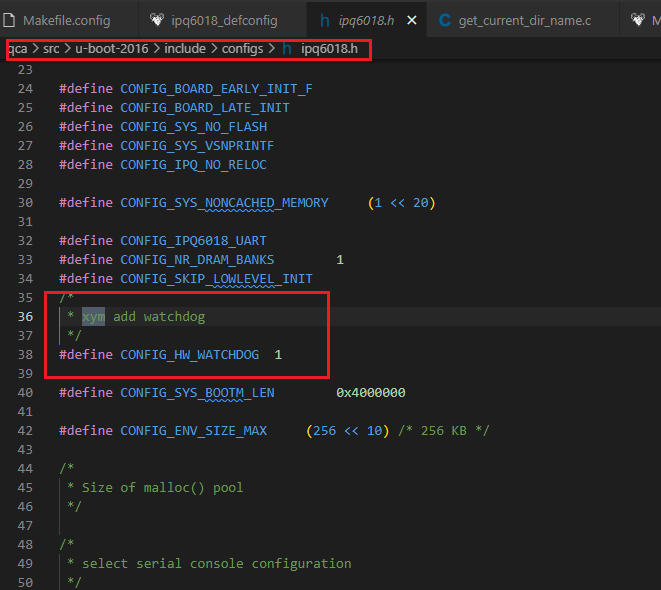 Makefile.config ipq6018_defconfig h ipq6018.h × C get_current_dir_name.c M
qca > src > u-boot-2016 > include > configs > h ipq6018.h
23
24 #define CONFIG_BOARD_EARLY_INIT_F
25 #define CONFIG_BOARD_LATE_INIT
26 #define CONFIG_SYS_NO_FLASH
27 #define CONFIG_SYS_VSNPRINTF
28 #define CONFIG_IPQ_NO_RELOC
29
30 #define CONFIG_SYS_NONCACHED_MEMORY (1 << 20)
31
32 #define CONFIG_IPQ6018_UART
33 #define CONFIG_NR_DRAM_BANKS 1
34 #define CONFIG_SKIP_LOWLEVEL_INIT
35 /*
36 * xym add watchdog
37 */
38 #define CONFIG_HW_WATCHDOG 1
39
40 #define CONFIG_SYS_BOOTM_LEN 0x4000000
41
42 #define CONFIG_ENV_SIZE_MAX (256 << 10) /* 256 KB */
43
44 /*
45 * Size of malloc() pool
46 */
47
48 /*
49 * select serial console configuration
50 */